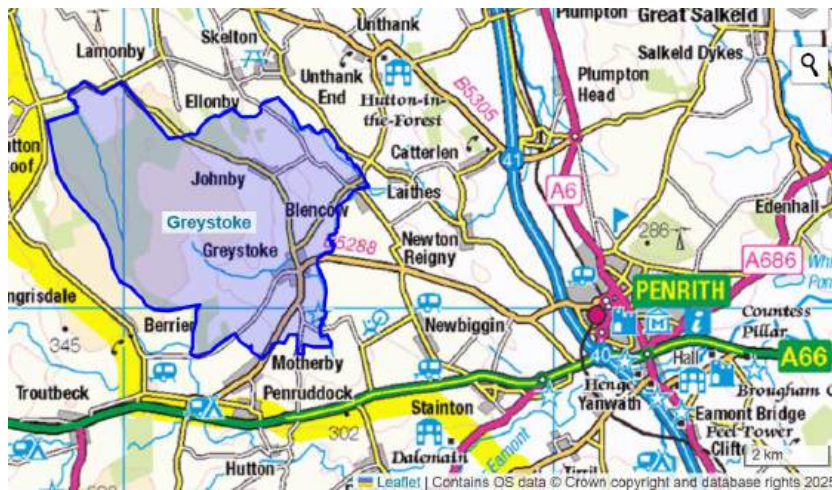 Unthank
Plumpton
Great Salkeld
Lamonby
Skelton
Salkeld Dykes
Unthank
End
Plumpton
Head
Ellonby
Hutton-in-
the-Forest
B5305
Catterlen
41
Johnby
Laithes
A6
Edenhall
Blencow
Greystoke
Greystoke
B5288
Newton
Reigny
286
A686
PENRITH
Countess
Pillar
Berrier
345
Newbiggin
40
Hall
A66
Motherby
Henge
Yanwath
Brougham
Troutbeck
Penruddock
Stainton
Eamont Bridge
Peel Tower
302
Dalemain
Eamont
Hutton
2 km
Leaflet | Contains OS data © Crown copyright and database rights 2025